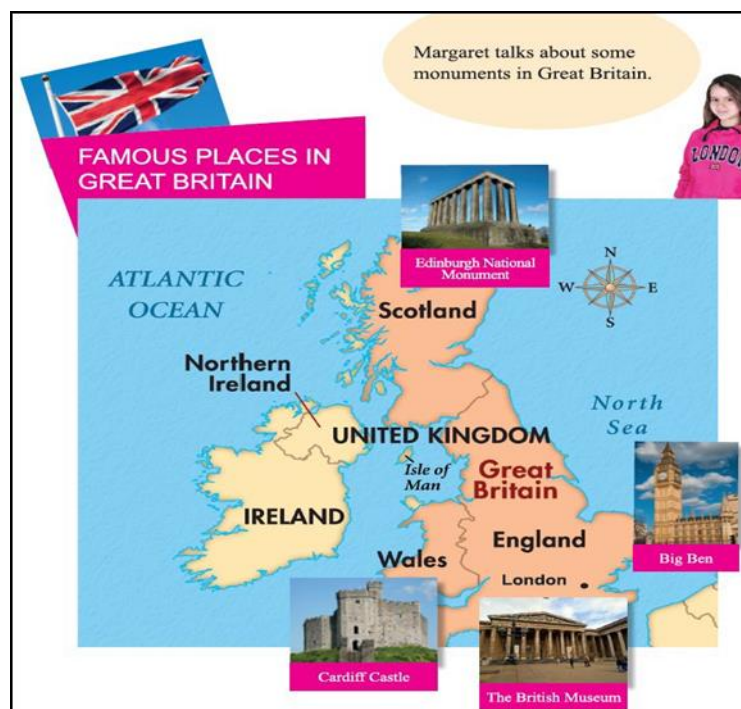 Margaret talks about some
monuments in Great Britain.
LONDON
FAMOUS PLACES IN
GREAT BRITAIN
Edinburgh National
Monument
N
W
E
S
ATLANTIC
OCEAN
Scotland
Northern
Ireland
North
Sea
UNITED KINGDOM
Isle of
Man
Great
Britain
IRELAND
England
Wales
London
Big Ben
Cardiff Castle
The British Museum